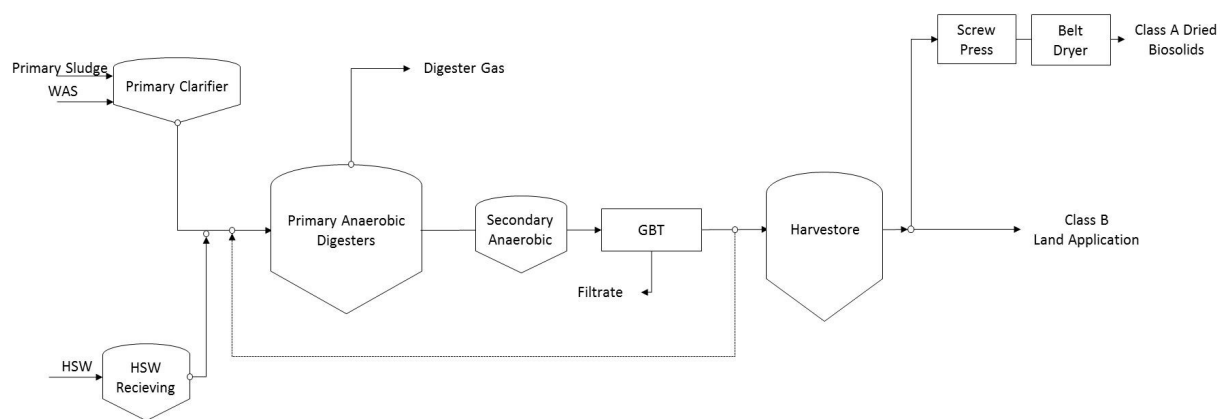 Screw
Press
Belt
Dryer
Class A Dried
Biosolids
Primary Sludge
WAS
Primary Clarifier
Digester Gas
Primary Anaerobic
Digesters
Secondary
Anaerobic
GBT
Harvestore
Class B
Land Application
Filtrate
HSW
HSW
Recieving